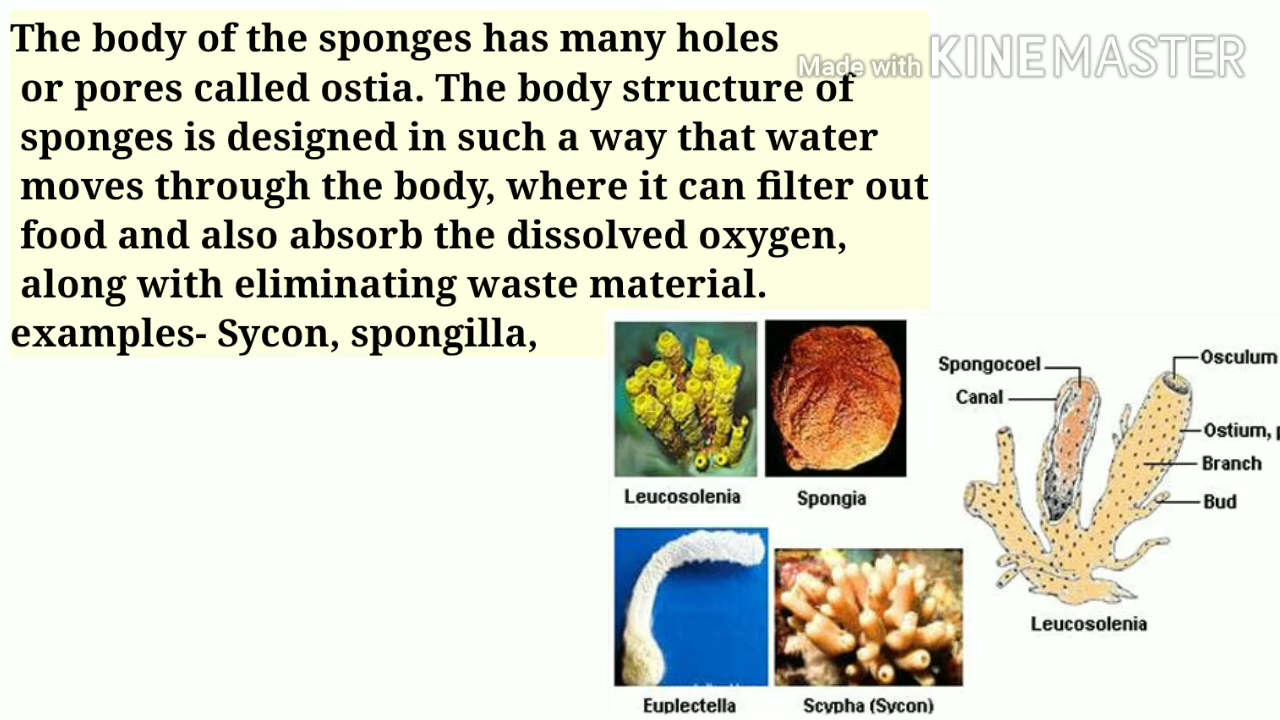 The body of the sponges has many holes
or pores called ostia. The body structure of
sponges is designed in such a way that water
moves through the body, where it can filter out
food and also absorb the dissolved oxygen,
along with eliminating waste material.
examples- Sycon, spongilla,
Made with KINEMASTER
Spongocoel
Canal
Osculum
Ostium,
Branch
Bud
Leucosolenia
Spongia
Leucosolenia
Euplectella
Scypha (Sycon)